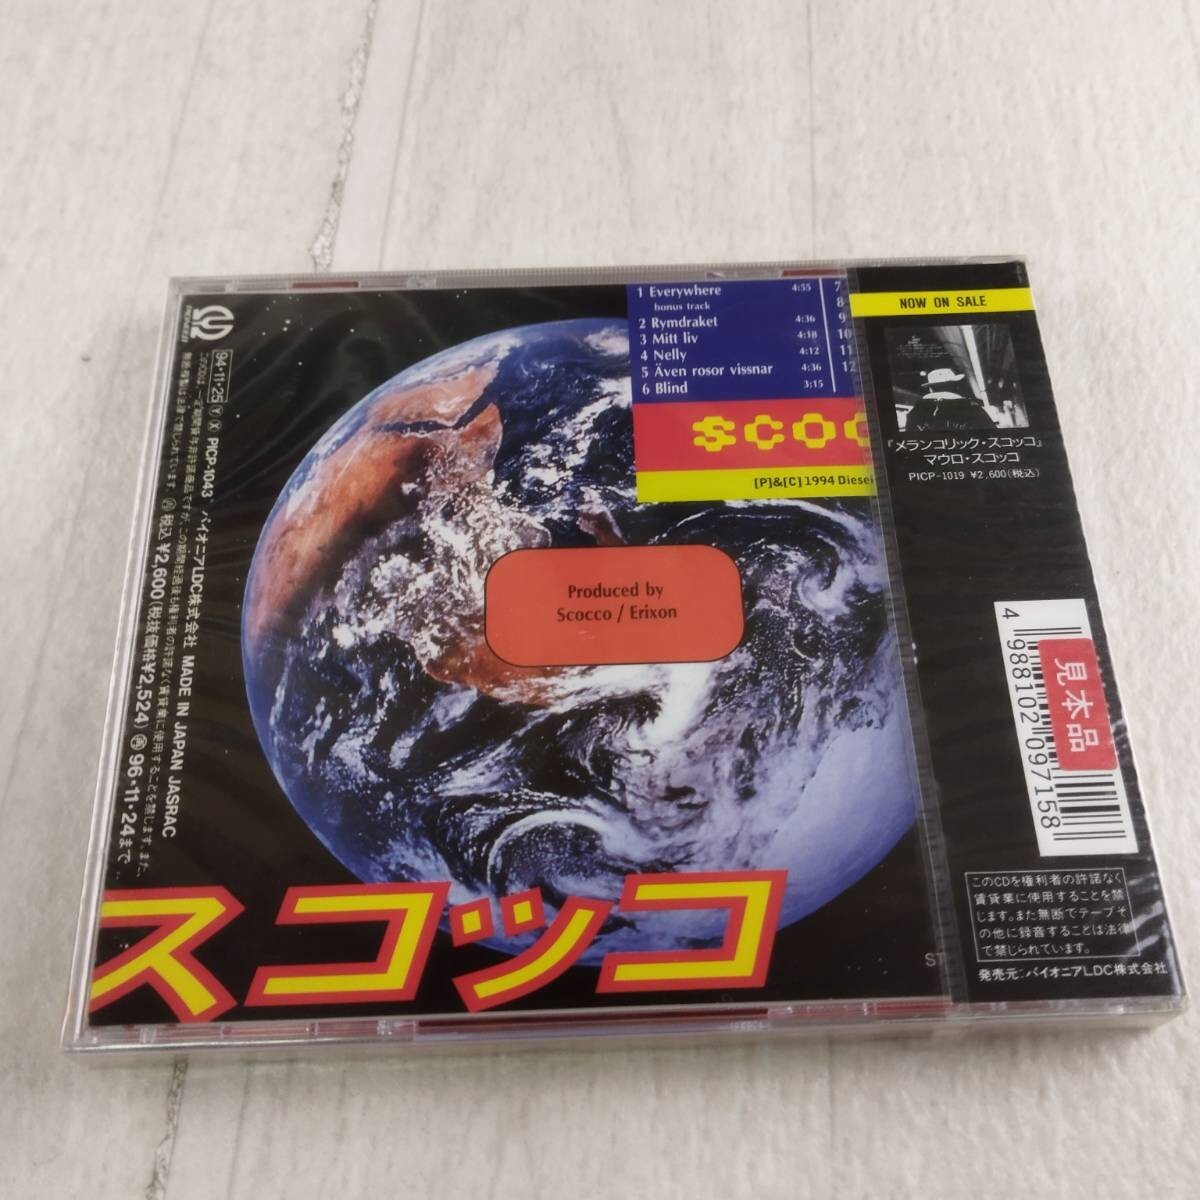 1 Everywhere 4:55
bonus track
2 Rymdraket 4:36
3 Mitt liv 4:18
4 Nelly 4:12
5 Även rosor vissnar 4:36
6 Blind 3:15
7
8
9
10
11
12
SCOC
[P]&[C] 1994 Diesel
Produced by
Scocco / Erixon
スコッコ
ST
PIONEER
94・11・25 Ⓨ Ⓧ PICP-1043 パイオニアLDC株式会社 MADE IN JAPAN JASRAC
税込¥2,600(税抜価格¥2,524) 96・11・24まで
NOW ON SALE
『メランコリック・スコッコ』
マウロ・スコッコ
PICP-1019 ¥2,600(税込)
見本品
4 988102 097158
このCDを権利者の許諾なく
賃貸業に使用することを禁
じます。また無断でテープそ
の他に録音することは法律
で禁じられています。
発売元:パイオニアLDC株式会社